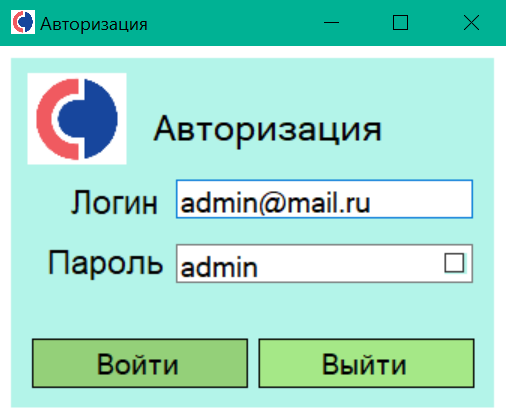 Авторизация
Авторизация
Логин admin@mail.ru
Пароль admin
Войти Выйти